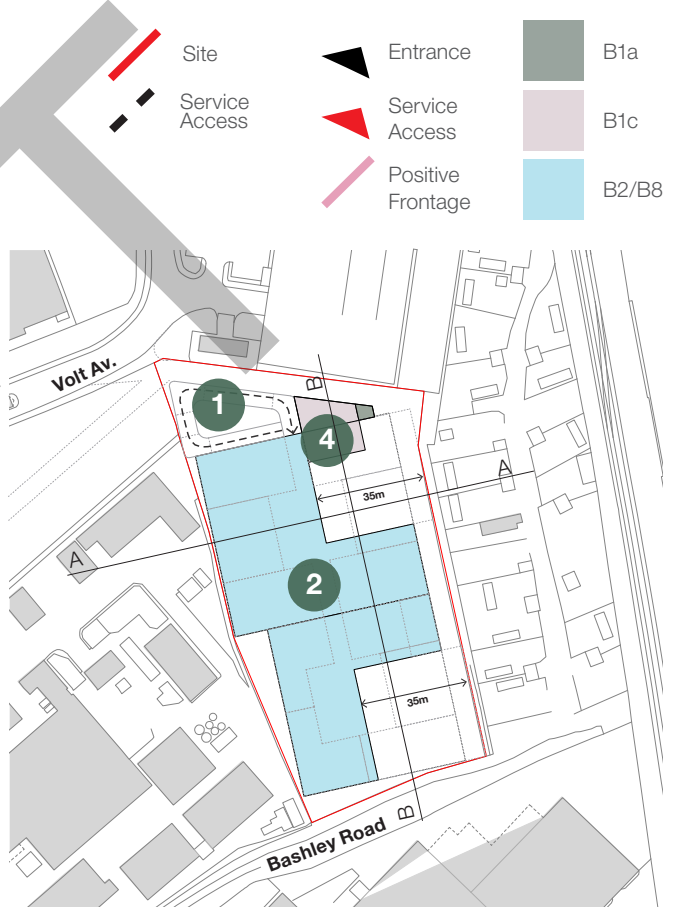 Site
Service
Access
Entrance
Service
Access
Positive
Frontage
B1a
B1c
B2/B8
Volt Av.
B
1
4
A
35m
A
2
35m
B
Bashley Road